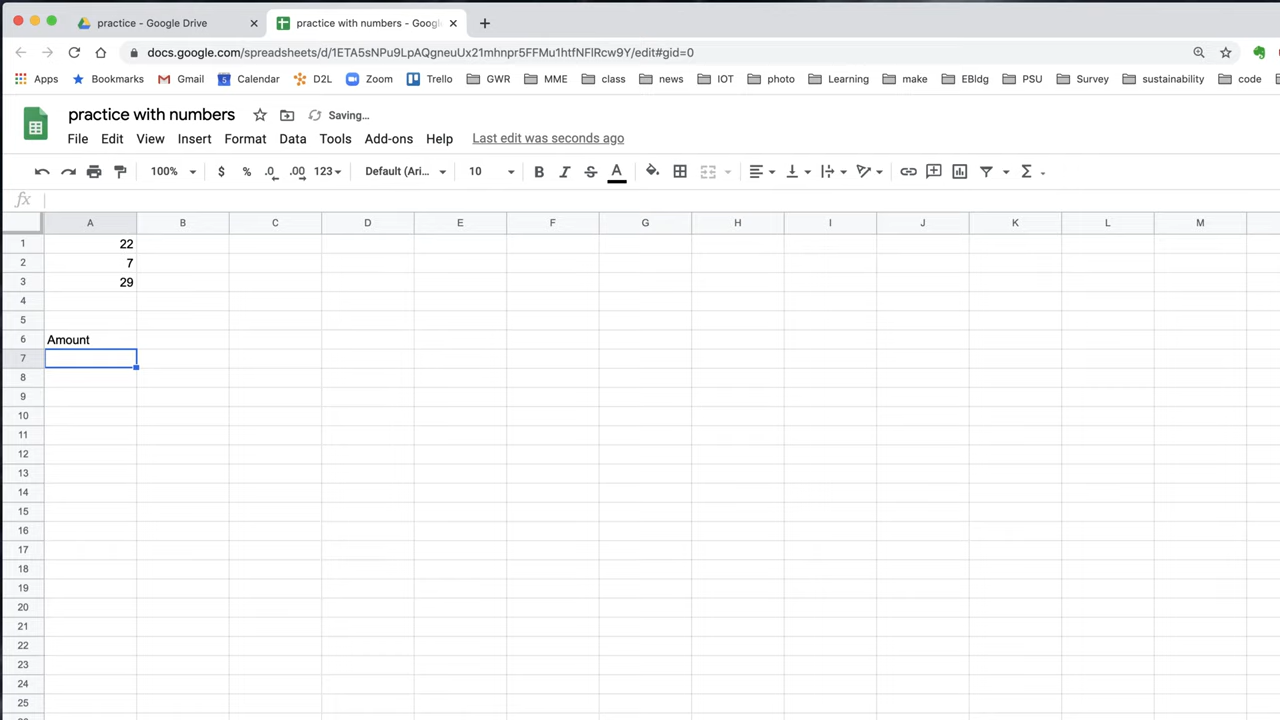 practice - Google Drive
practice with numbers - Goog
docs.google.com/spreadsheets/d/1ETA5sNPu9LpAQgneuUx21mhnpr5FFMu1htfNFlRcw9Y/edit#gid=0
Apps Bookmarks Gmail 5 Calendar D2L Zoom Trello GWR MME class news IOT photo Learning make EBldg PSU Survey sustainability code
practice with numbers Saving...
File Edit View Insert Format Data Tools Add-ons Help Last edit was seconds ago
100% $ % .0 .00 123 Default (Ari... 10 B I S A Σ
fx
A B C D E F G H I J K L M
1 22
2 7
3 29
4
5
6 Amount
7
8
9
10
11
12
13
14
15
16
17
18
19
20
21
22
23
24
25